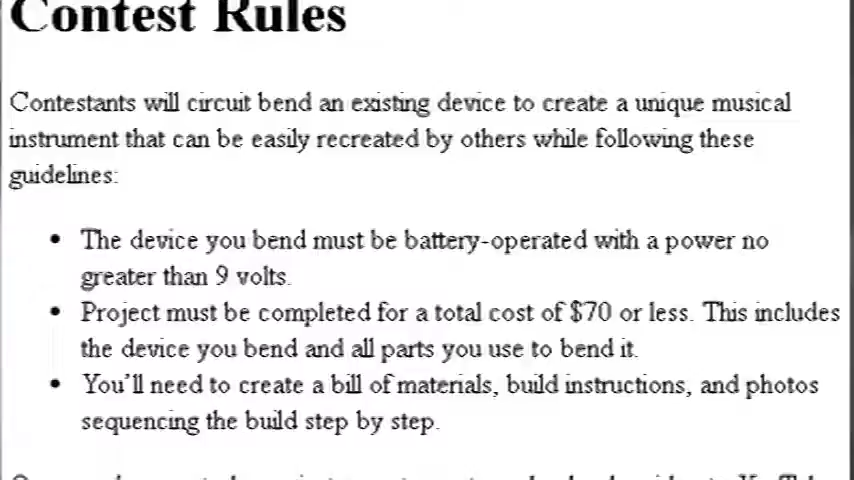 Contest Rules
Contestants will circuit bend an existing device to create a unique musical
instrument that can be easily recreated by others while following these
guidelines:
• The device you bend must be battery-operated with a power no
greater than 9 volts.
• Project must be completed for a total cost of $70 or less. This includes
the device you bend and all parts you use to bend it.
• You'll need to create a bill of materials, build instructions, and photos
sequencing the build step by step.